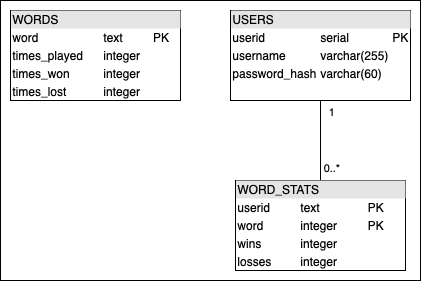 WORDS
word text PK
times_played integer
times_won integer
times_lost integer
USERS
userid serial PK
username varchar(255)
password_hash varchar(60)
1
0..*
WORD_STATS
userid text PK
word integer PK
wins integer
losses integer